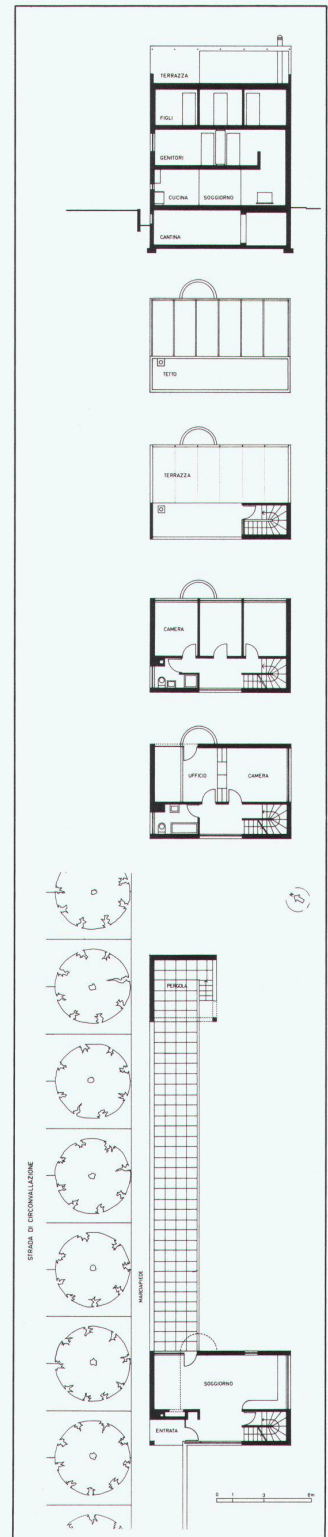 TERRAZZA
FIGLI
GENITORI
CUCINA SOGGIORNO
CANTINA
TETTO
TERRAZZA
CAMERA
UFFICIO CAMERA
PERGOLA
STRADA DI CIRCONVALLAZIONE
MARCIAPIEDE
SOGGIORNO
ENTRATA
0 1 3 6m